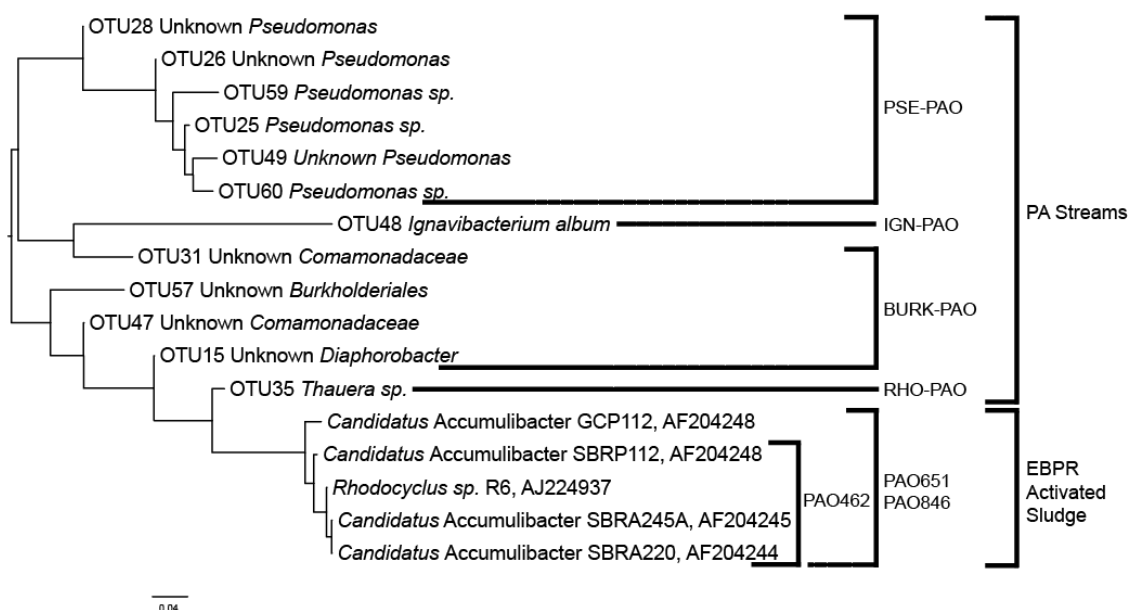 OTU28 Unknown Pseudomonas
OTU26 Unknown Pseudomonas
OTU59 Pseudomonas sp.
OTU25 Pseudomonas sp.
OTU49 Unknown Pseudomonas
OTU60 Pseudomonas sp.
PSE-PAO
OTU48 Ignavibacterium album
IGN-PAO
OTU31 Unknown Comamonadaceae
OTU57 Unknown Burkholderiales
OTU47 Unknown Comamonadaceae
OTU15 Unknown Diaphorobacter
BURK-PAO
OTU35 Thauera sp.
RHO-PAO
PA Streams
Candidatus Accumulibacter GCP112, AF204248
Candidatus Accumulibacter SBRP112, AF204248
Rhodocyclus sp. R6, AJ224937
Candidatus Accumulibacter SBRA245A, AF204245
Candidatus Accumulibacter SBRA220, AF204244
PAO462
PAO651
PAO846
EBPR
Activated
Sludge
0.04